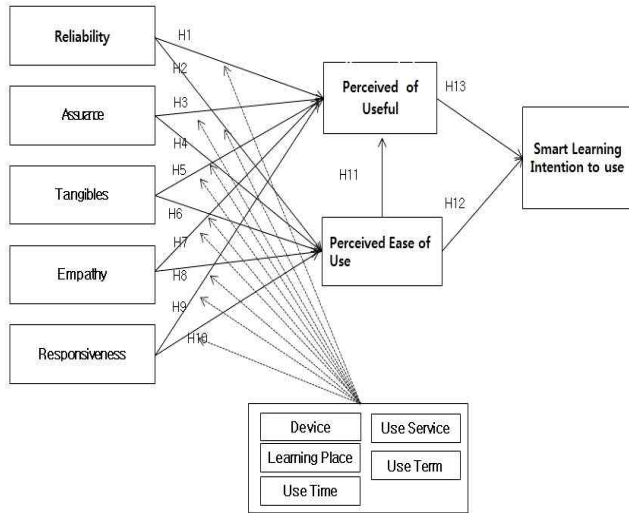 Reliability
Assurance
Tangibles
Empathy
Responsiveness
H1
H2
H3
H4
H5
H6
H7
H8
H9
H10
Perceived of
Useful
H11
Perceived Ease of
Use
H13
H12
Smart Learning
Intention to use
Device
Learning Place
Use Time
Use Service
Use Term